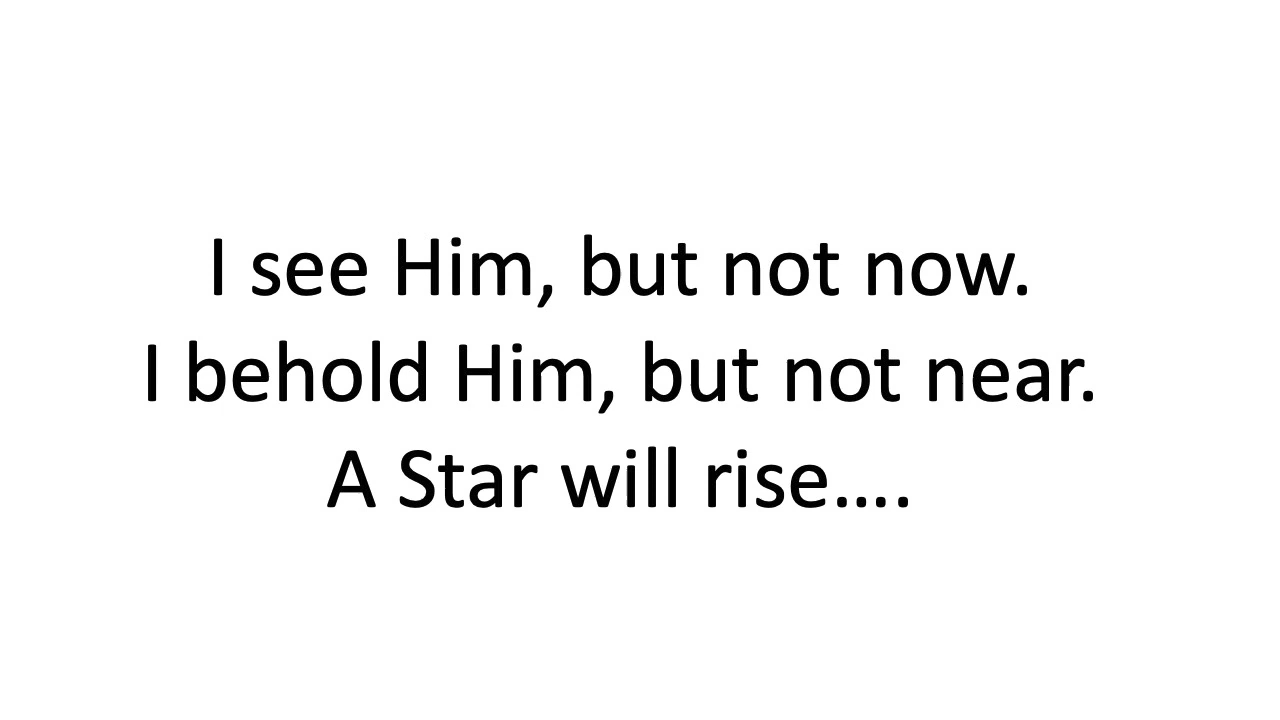 I see Him, but not now.
I behold Him, but not near.
A Star will rise....